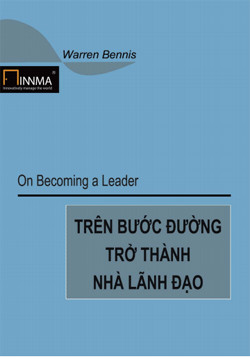 Warren Bennis
INNMA®
Innovatively manage the world
On Becoming a Leader
TRÊN BƯỚC ĐƯỜNG
TRỞ THÀNH
NHÀ LÃNH ĐẠO